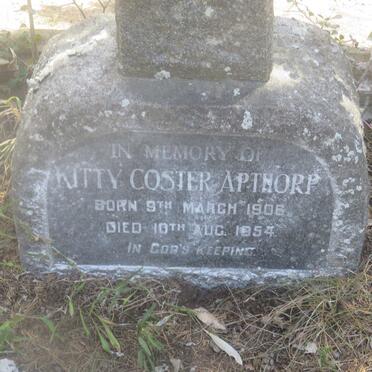 IN MEMORY OF
KITTY COSTER APTHORP
BORN 9TH MARCH 1906
DIED 10TH AUG. 1954
IN GOD'S KEEPING